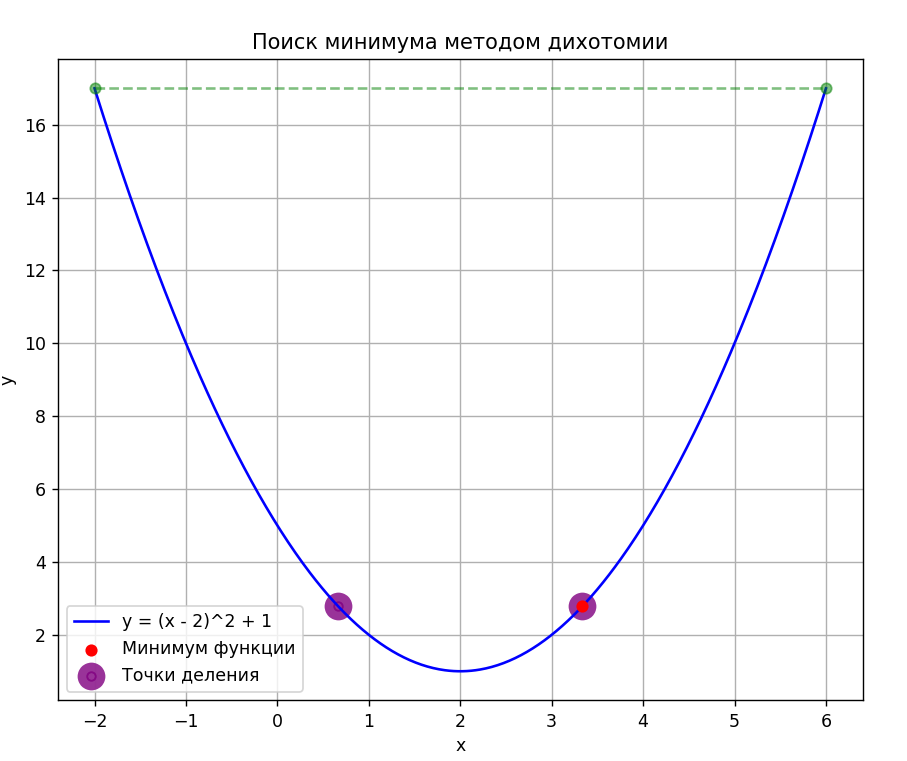 Поиск минимума методом дихотомии
y
16
14
12
10
8
6
4
2
y = (x - 2)^2 + 1
Минимум функции
Точки деления
−2 −1 0 1 2 3 4 5 6
x